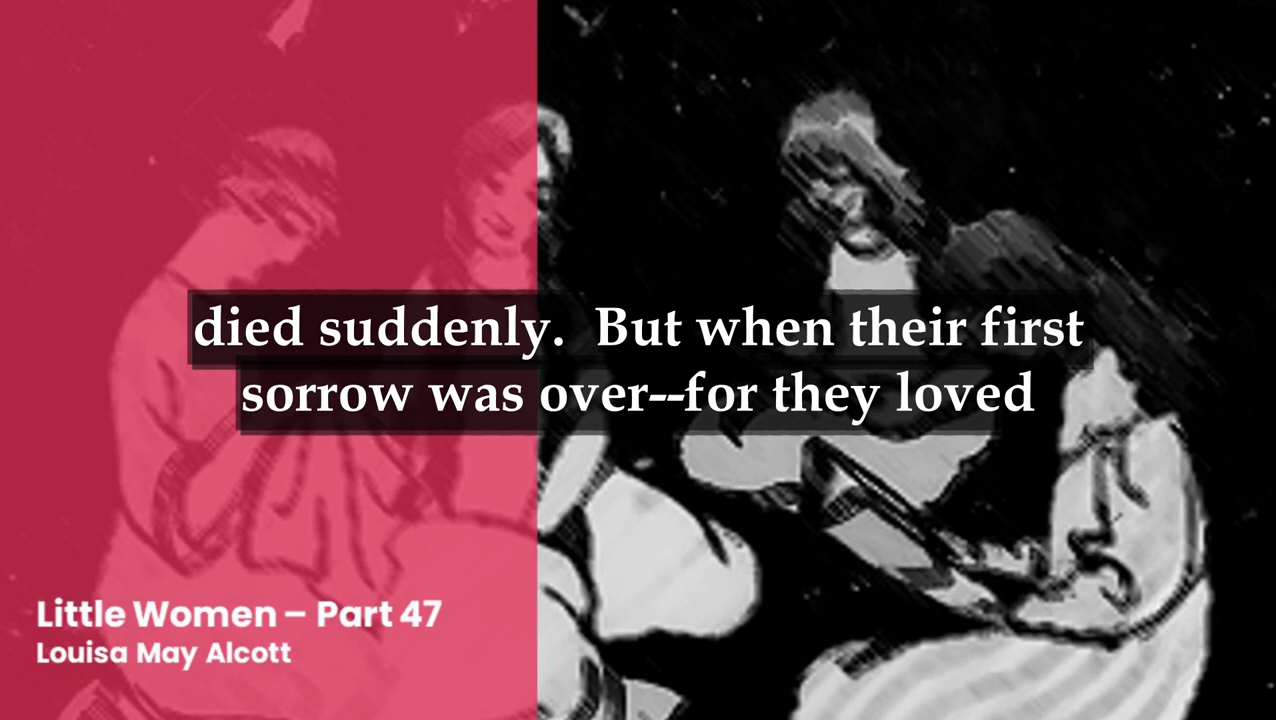 died suddenly.  But when their first
sorrow was over--for they loved
Little Women – Part 47
Louisa May Alcott